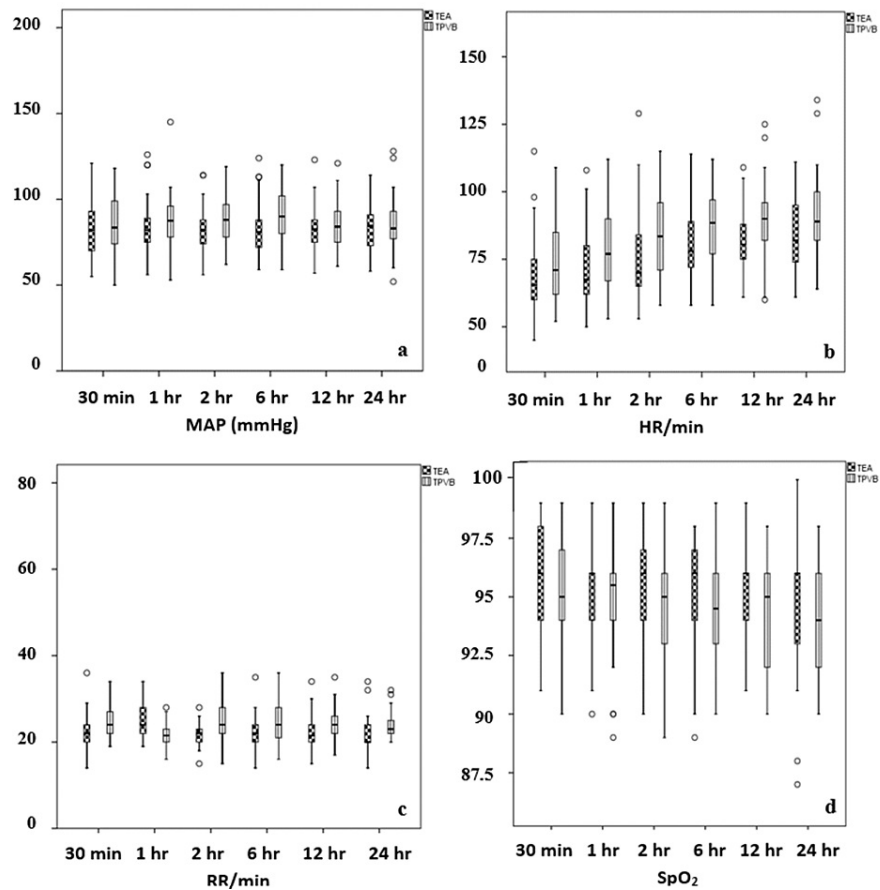 200
150
100
50
0
TEA
TPVB
a
30 min 1 hr 2 hr 6 hr 12 hr 24 hr
MAP (mmHg)
150
125
100
75
50
0
TEA
TPVB
b
30 min 1 hr 2 hr 6 hr 12 hr 24 hr
HR/min
80
60
40
20
0
TEA
TPVB
c
30 min 1 hr 2 hr 6 hr 12 hr 24 hr
RR/min
100
97.5
95
92.5
90
87.5
TEA
TPVB
d
30 min 1 hr 2 hr 6 hr 12 hr 24 hr
SpO₂